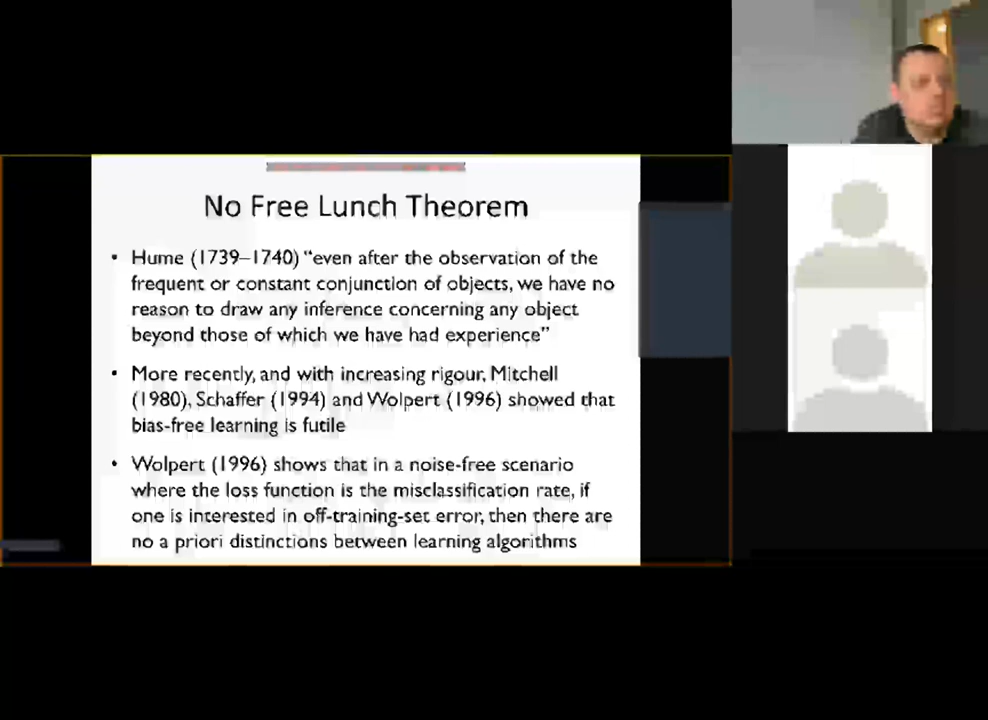 No Free Lunch Theorem
• Hume (1739–1740) “even after the observation of the
frequent or constant conjunction of objects, we have no
reason to draw any inference concerning any object
beyond those of which we have had experience”
• More recently, and with increasing rigour, Mitchell
(1980), Schaffer (1994) and Wolpert (1996) showed that
bias-free learning is futile
• Wolpert (1996) shows that in a noise-free scenario
where the loss function is the misclassification rate, if
one is interested in off-training-set error, then there are
no a priori distinctions between learning algorithms